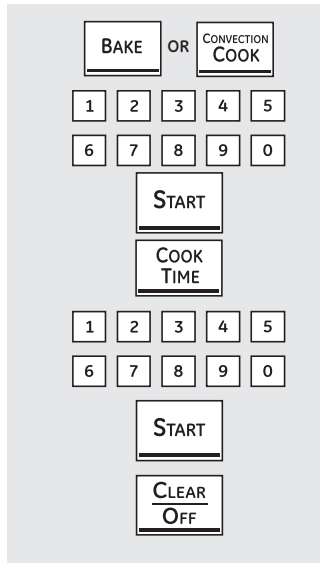 BAKE OR CONVECTION COOK
1 2 3 4 5
6 7 8 9 0
START
COOK
TIME
1 2 3 4 5
6 7 8 9 0
START
CLEAR
OFF